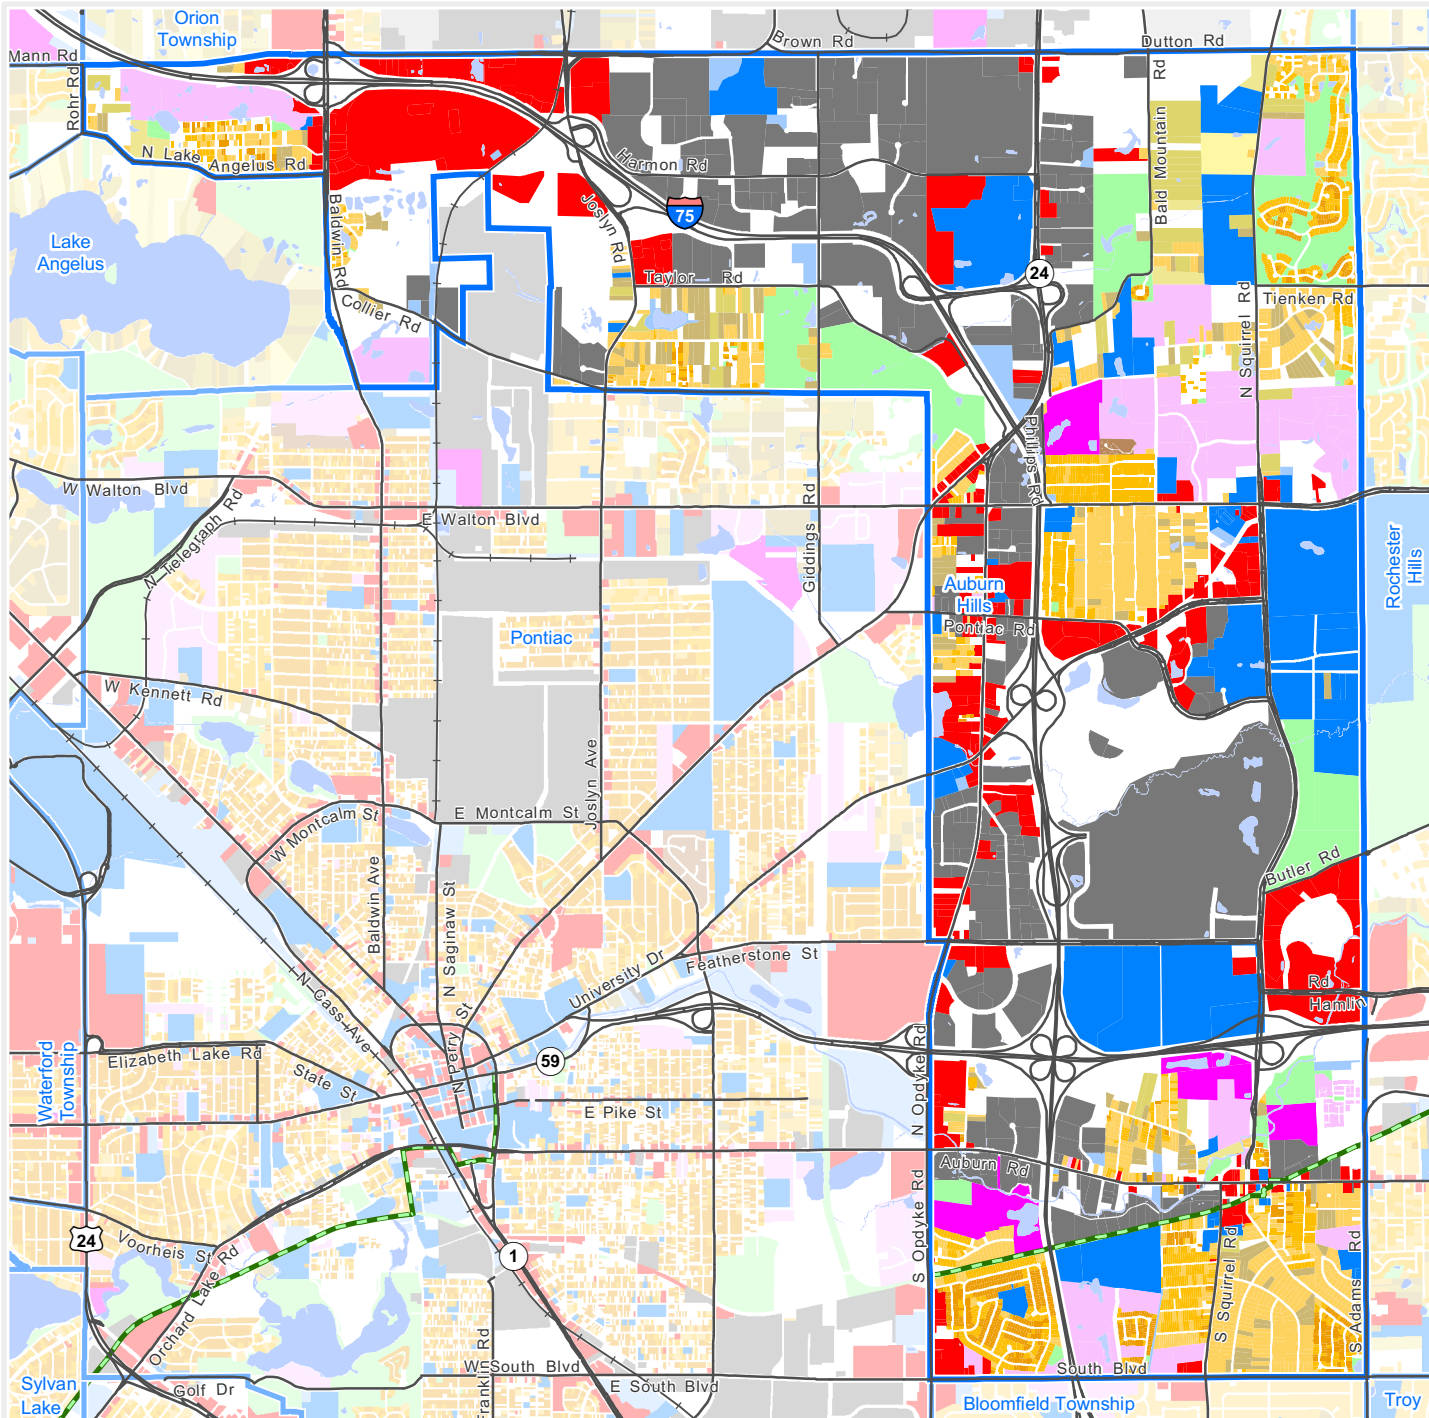 Orion
Township
Brown Rd
Dutton Rd
Mann Rd
Rohr Rd
N Lake Angelus Rd
Harmon Rd
Bald Mountain
Rd
Lake
Angelus
Baldwin Rd
Joslyn Rd
75
24
Taylor Rd
Collier Rd
Tienken Rd
N Squirrel Rd
Phillips Rd
W Walton Blvd
E Walton Blvd
N Telegraph Rd
Giddings Rd
Auburn
Hills
Rochester
Hills
Pontiac
Pontiac Rd
W Kennett Rd
Joslyn Ave
E Montcalm St
W Montcalm St
Butler Rd
Baldwin Ave
N Saginaw St
University Dr
Featherstone St
N Cass Ave
Rd
Hamlin
N Perry St
N Opdyke Rd
Waterford
Township
Elizabeth Lake Rd
State St
59
E Pike St
Auburn Rd
S Opdyke Rd
24
Voorheis St
Orchard Lake Rd
1
S Squirrel Rd
S Adams Rd
W South Blvd
South Blvd
E South Blvd
Franklin Rd
Golf Dr
Sylvan
Lake
Bloomfield Township
Troy